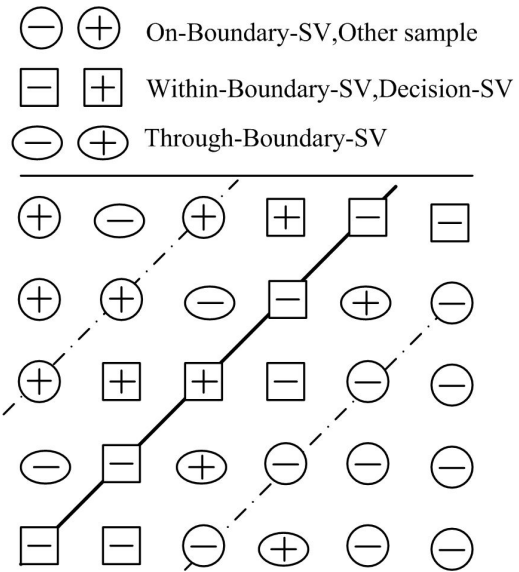 On-Boundary-SV,Other sample
Within-Boundary-SV,Decision-SV
Through-Boundary-SV